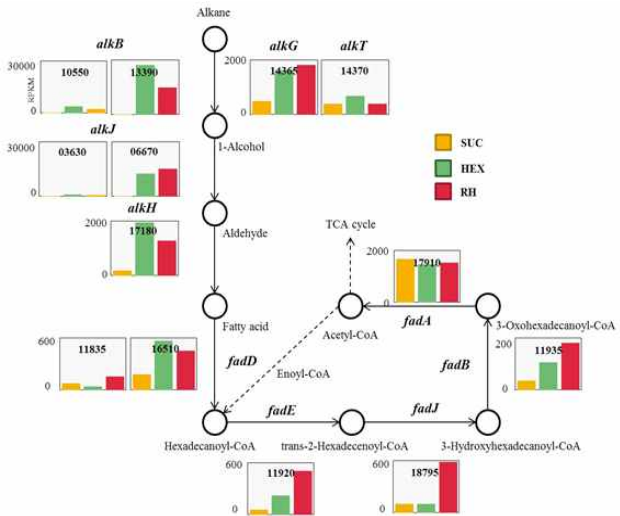 Alkane
alkB
alkG
alkT
30000
RPKM
0
10550
13390
2000
0
14365
14370
alkJ
30000
0
03630
06670
1-Alcohol
SUC
HEX
RH
alkH
2000
0
17180
Aldehyde
TCA cycle
2000
0
17910
Fatty acid
Acetyl-CoA
fadA
3-Oxohexadecanoyl-CoA
600
0
11835
16510
fadD
Enoyl-CoA
fadB
200
0
11935
fadE
fadJ
Hexadecanoyl-CoA
trans-2-Hexadecenoyl-CoA
3-Hydroxyhexadecanoyl-CoA
600
0
11920
600
0
18795